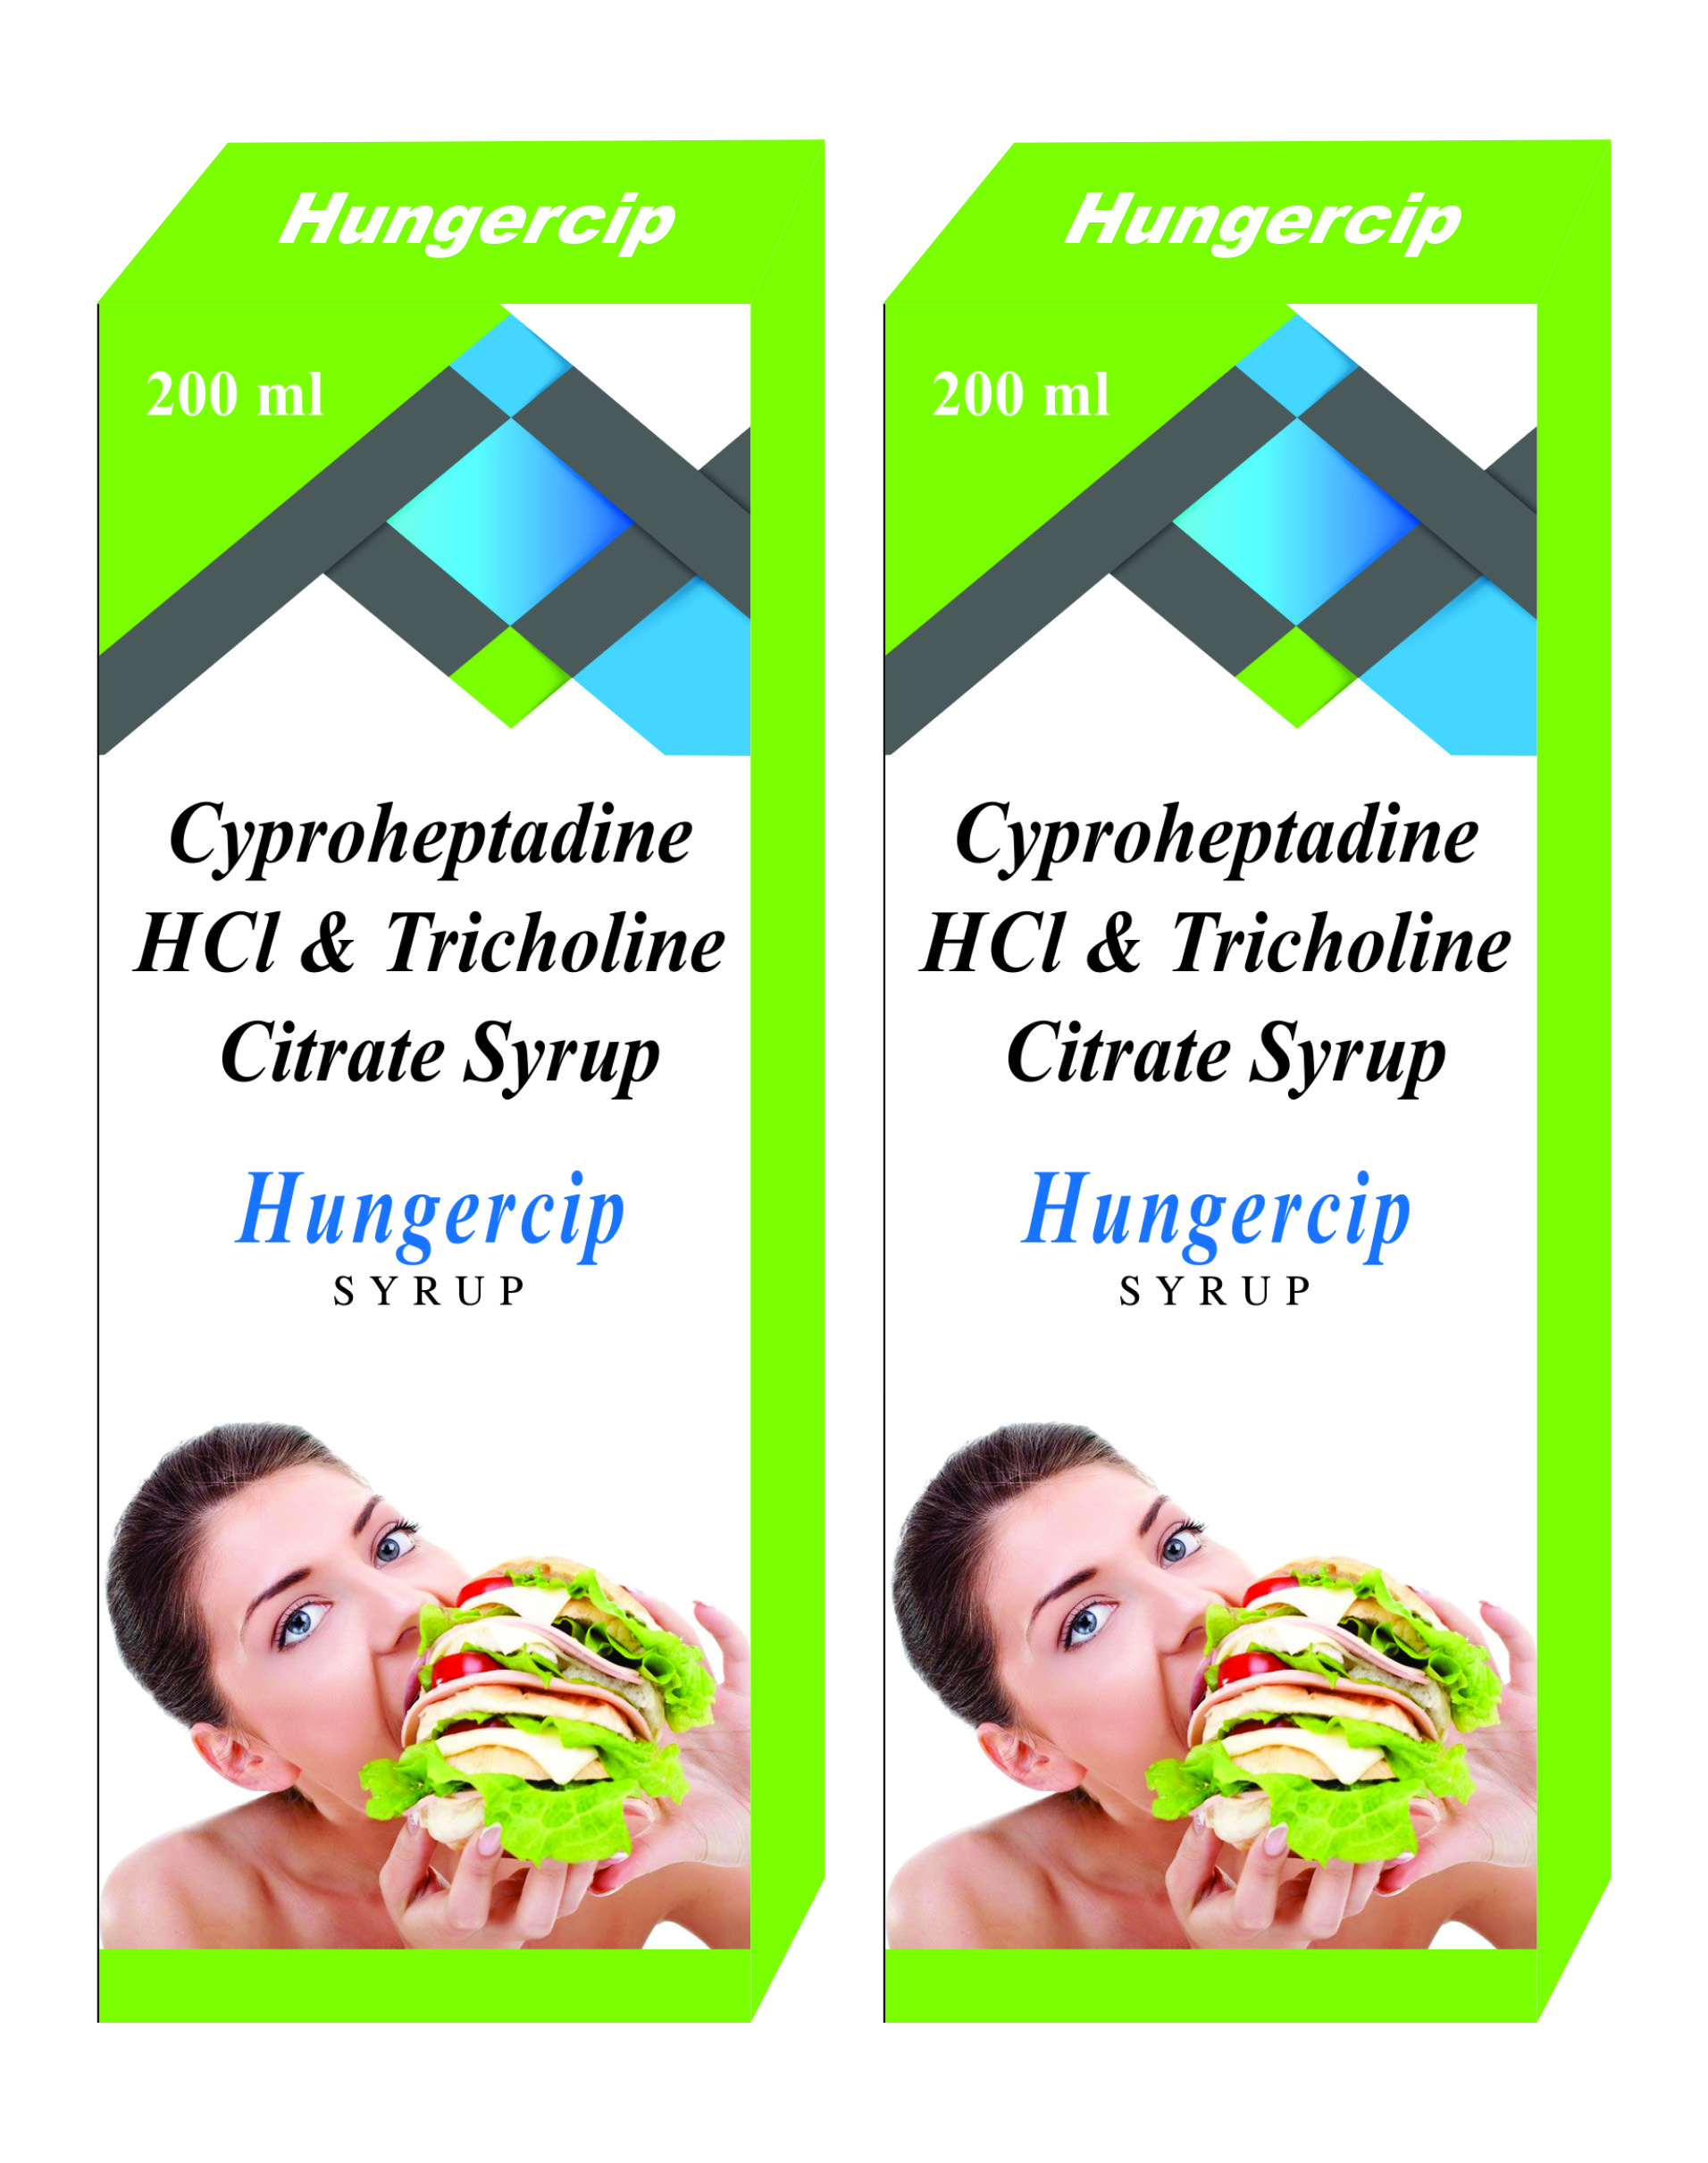 Hungercip
200 ml
Cyproheptadine
HCl & Tricholine
Citrate Syrup
Hungercip
SYRUP
Hungercip
200 ml
Cyproheptadine
HCl & Tricholine
Citrate Syrup
Hungercip
SYRUP